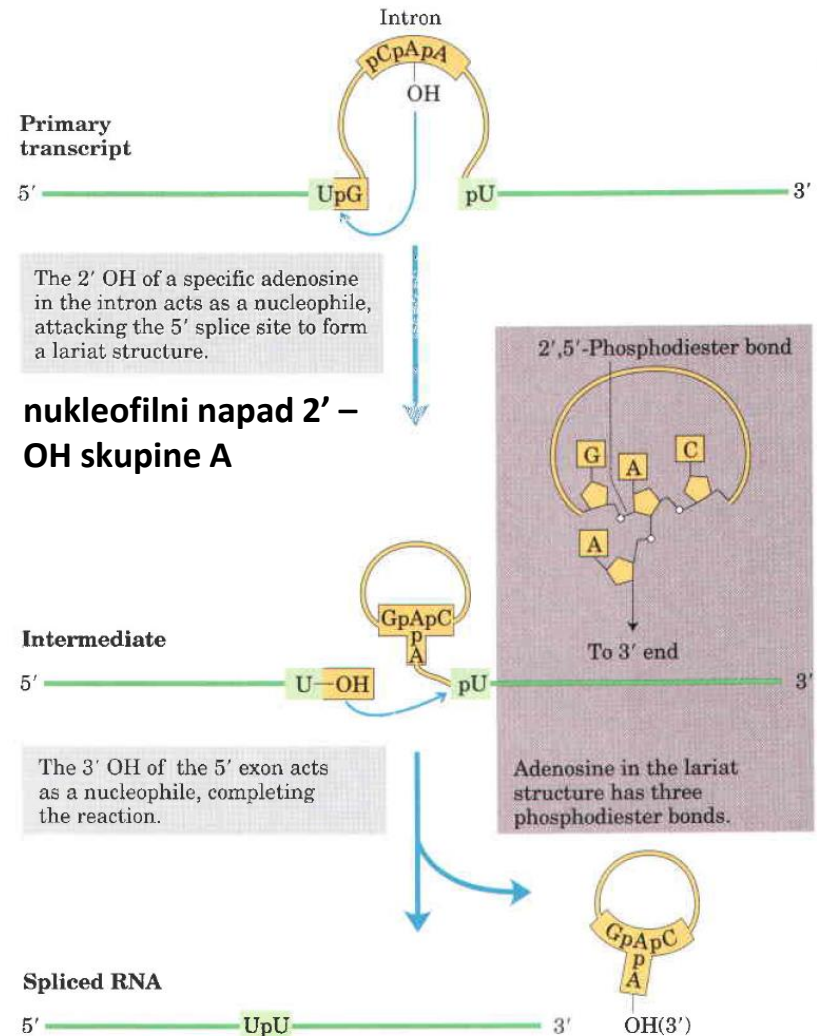 Intron
pCpApA
OH
Primary
transcript
5′
UpG
pU
3′
The 2′ OH of a specific adenosine
in the intron acts as a nucleophile,
attacking the 5′ splice site to form
a lariat structure.
nukleofilni napad 2’ –
OH skupine A
2′,5′-Phosphodiester bond
G
A
C
A
To 3′ end
GpApC
p
A
Intermediate
5′
U—OH
pU
3′
The 3′ OH of the 5′ exon acts
as a nucleophile, completing
the reaction.
Adenosine in the lariat
structure has three
phosphodiester bonds.
GpApC
p
A
OH(3′)
Spliced RNA
5′
UpU
3′